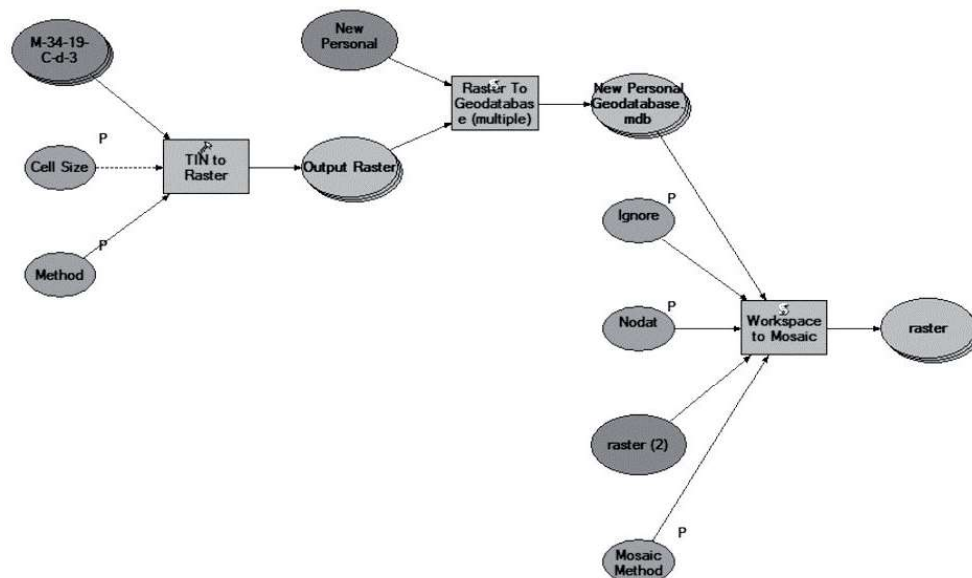 M-34-19-
C-d-3
P
Cell Size
P
Method
TIN to
Raster
Output Raster
New
Personal
Raster To
Geodatabas
e (multiple)
New Personal
Geodatabase.
mdb
P
Ignore
P
Nodat
raster (2)
P
Mosaic
Method
Workspace
to Mosaic
raster